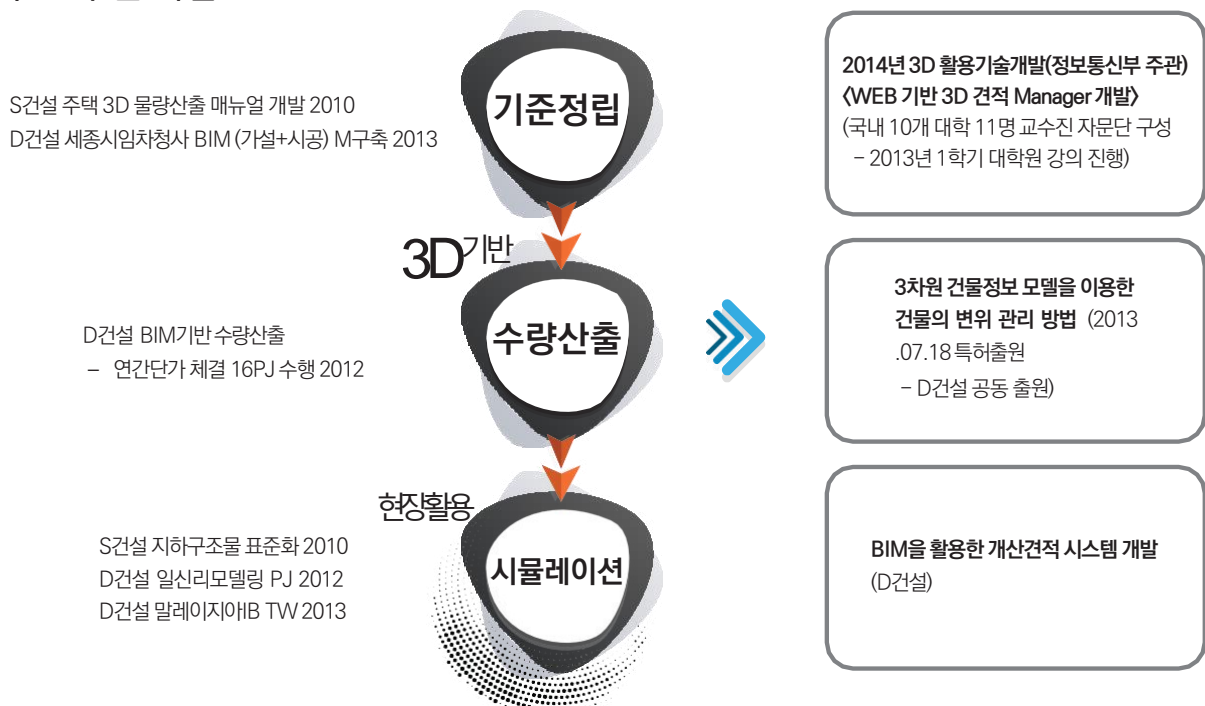 S건설 주택 3D 물량산출 매뉴얼 개발 2010
D건설 세종시임차청사 BIM (가설+시공) M구축 2013
기준정립
2014년 3D 활용기술개발(정보통신부 주관)
<WEB 기반 3D 견적 Manager 개발>
(국내 10개 대학 11명 교수진 자문단 구성
- 2013년 1학기 대학원 강의 진행)
3D기반
D건설 BIM기반 수량산출
- 연간단가 체결 16PJ 수행 2012
수량산출
3차원 건물정보 모델을 이용한
건물의 변위 관리 방법 (2013
.07.18 특허출원
- D건설 공동 출원)
현장활용
S건설 지하구조물 표준화 2010
D건설 일신리모델링 PJ 2012
D건설 말레이지아IB TW 2013
시뮬레이션
BIM을 활용한 개산견적 시스템 개발
(D건설)